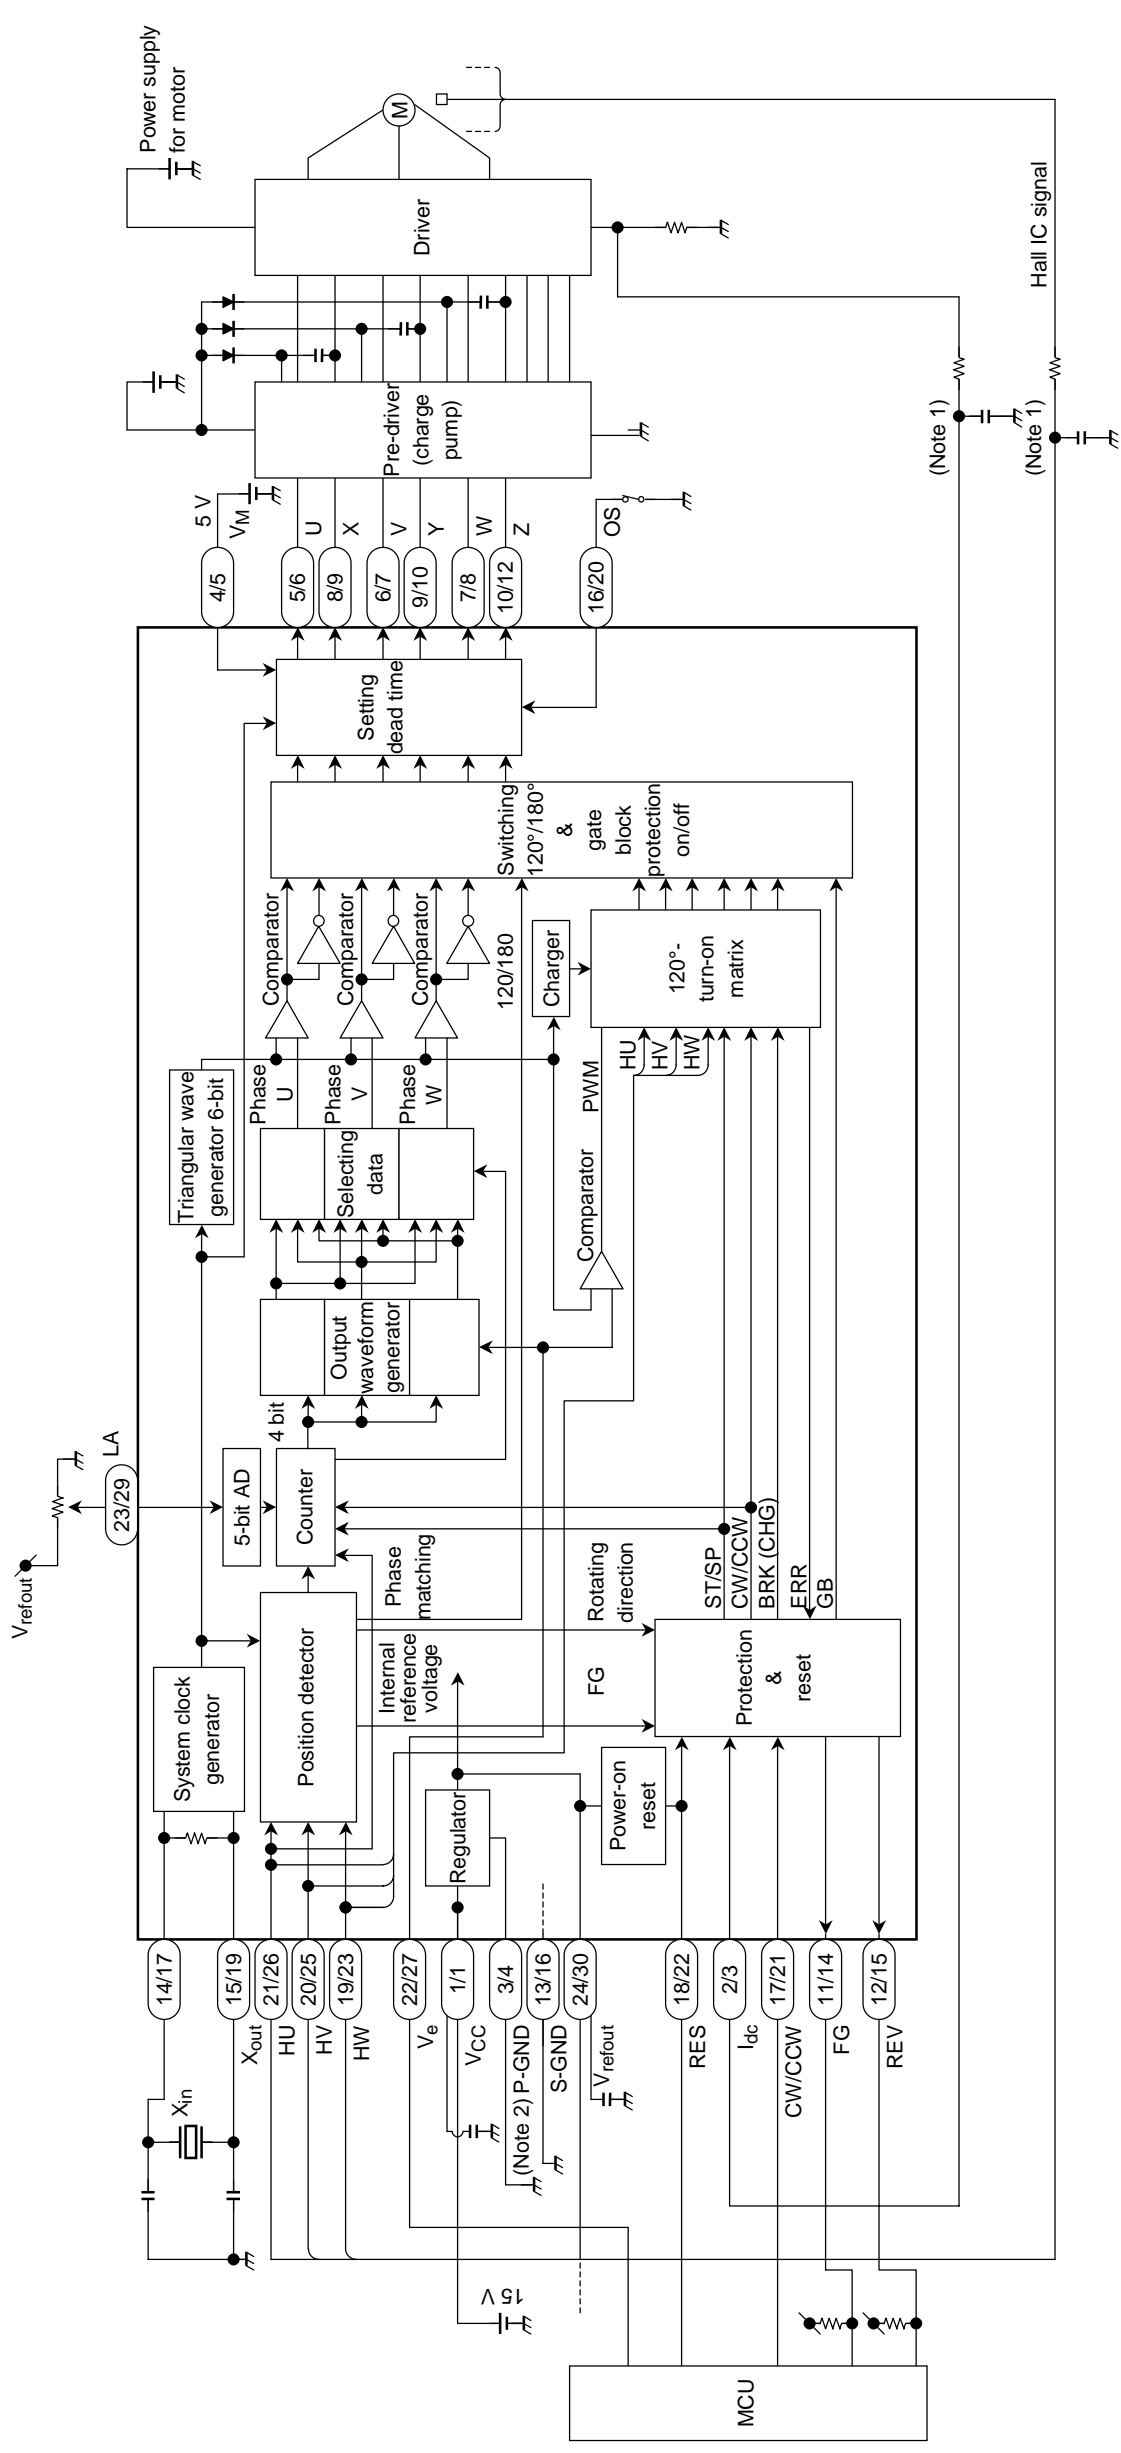 Power supply
for motor
M
Driver
Hall IC signal
Pre-driver
(charge
pump)
(Note 1)
(Note 1)
5 V
VM
U
X
V
Y
W
Z
OS
4/5
5/6
8/9
6/7
9/10
7/8
10/12
16/20
Setting
dead time
Switching
120°/180°
&
gate
block
protection
on/off
Comparator
Comparator
Comparator
120/180
Charger
120°-
turn-on
matrix
Triangular wave
generator 6-bit
Phase
U
Phase
V
Phase
W
PWM
HU
HV
HW
Selecting
data
Comparator
Output
waveform
generator
4 bit
LA
23/29
Vrefout
5-bit AD
Counter
Phase
matching
Rotating
direction
ST/SP
CW/CCW
BRK (CHG)
ERR
GB
System clock
generator
Position detector
Internal
reference
voltage
FG
Protection
&
reset
Regulator
Power-on
reset
14/17
15/19
21/26
20/25
19/23
22/27
1/1
3/4
13/16
24/30
18/22
2/3
17/21
11/14
12/15
Xin
Xout
HU
HV
HW
Ve
VCC
(Note 2) P-GND
S-GND
Vrefout
RES
Idc
CW/CCW
FG
REV
15 V
MCU